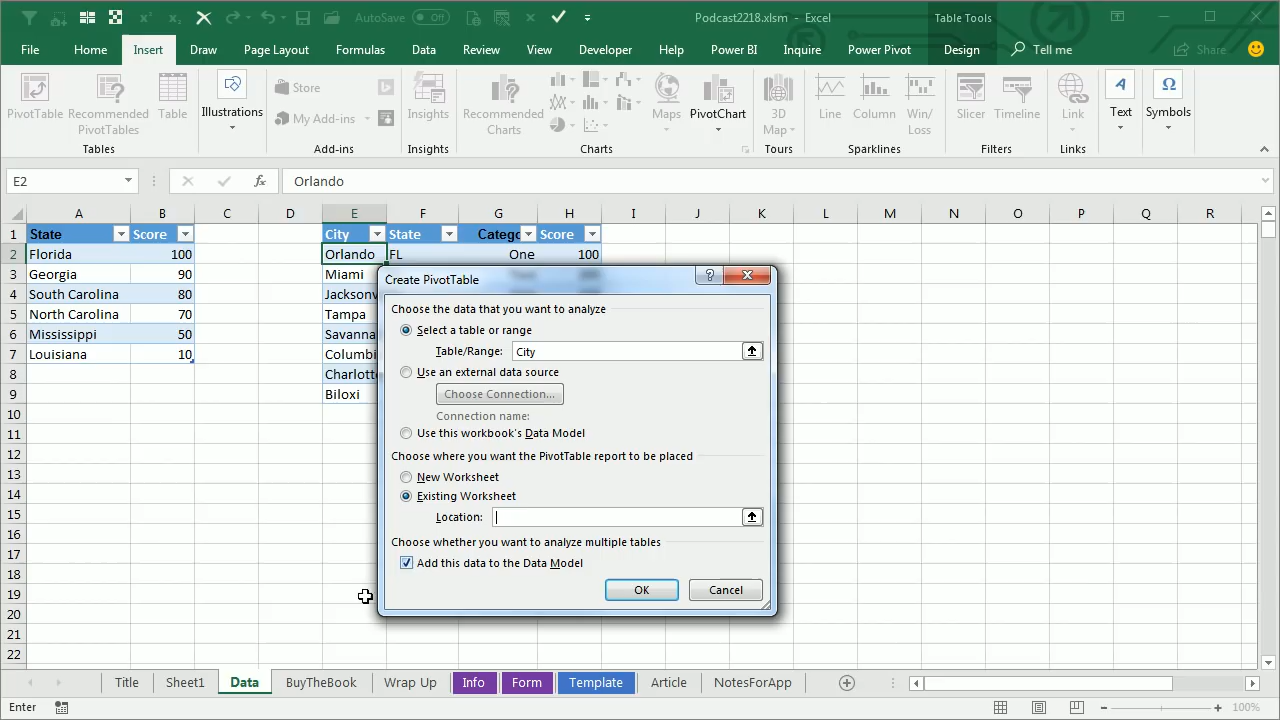 AutoSave Off
Podcast2218.xlsm - Excel
Table Tools
File Home Insert Draw Page Layout Formulas Data Review View Developer Help Power BI Inquire Power Pivot Design Tell me Share
PivotTable Recommended PivotTables Table
Tables
Illustrations
Store
My Add-ins
Add-ins
Insights
Insights
Recommended Charts
Maps PivotChart
Charts
3D Map
Tours
Line Column Win/Loss
Sparklines
Slicer Timeline
Filters
Link
Links
Text
Symbols
E2 fx Orlando
A B C D E F G H I J K L M N O P Q R
1 State Score City State Catego Score
2 Florida 100 Orlando FL One 100
3 Georgia 90 Miami
4 South Carolina 80 Jacksonv
5 North Carolina 70 Tampa
6 Mississippi 50 Savanna
7 Louisiana 10 Columbi
8 Charlotte
9 Biloxi
10
11
12
13
14
15
16
17
18
19
20
21
22
Create PivotTable
Choose the data that you want to analyze
Select a table or range
Table/Range: City
Use an external data source
Choose Connection...
Connection name:
Use this workbook's Data Model
Choose where you want the PivotTable report to be placed
New Worksheet
Existing Worksheet
Location:
Choose whether you want to analyze multiple tables
Add this data to the Data Model
OK Cancel
Title Sheet1 Data BuyTheBook Wrap Up Info Form Template Article NotesForApp
Enter 100%